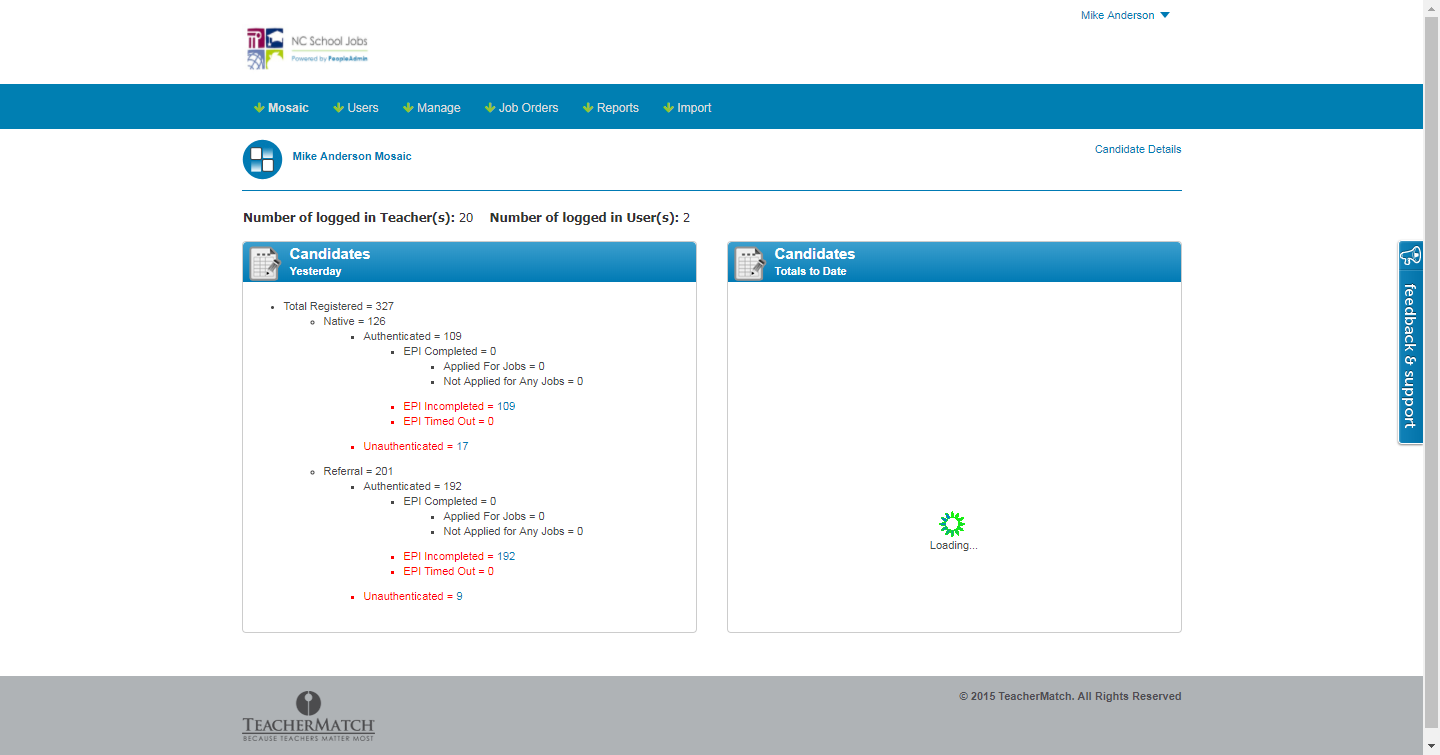 Mike Anderson
NC School Jobs
Powered by PeopleAdmin
Mosaic Users Manage Job Orders Reports Import
Mike Anderson Mosaic
Candidate Details
Number of logged in Teacher(s): 20 Number of logged in User(s): 2
Candidates
Yesterday
Total Registered = 327
Native = 126
Authenticated = 109
EPI Completed = 0
Applied For Jobs = 0
Not Applied for Any Jobs = 0
EPI Incompleted = 109
EPI Timed Out = 0
Unauthenticated = 17
Referral = 201
Authenticated = 192
EPI Completed = 0
Applied For Jobs = 0
Not Applied for Any Jobs = 0
EPI Incompleted = 192
EPI Timed Out = 0
Unauthenticated = 9
Candidates
Totals to Date
Loading...
feedback & support
TEACHERMATCH
BECAUSE TEACHERS MATTER MOST
© 2015 TeacherMatch. All Rights Reserved